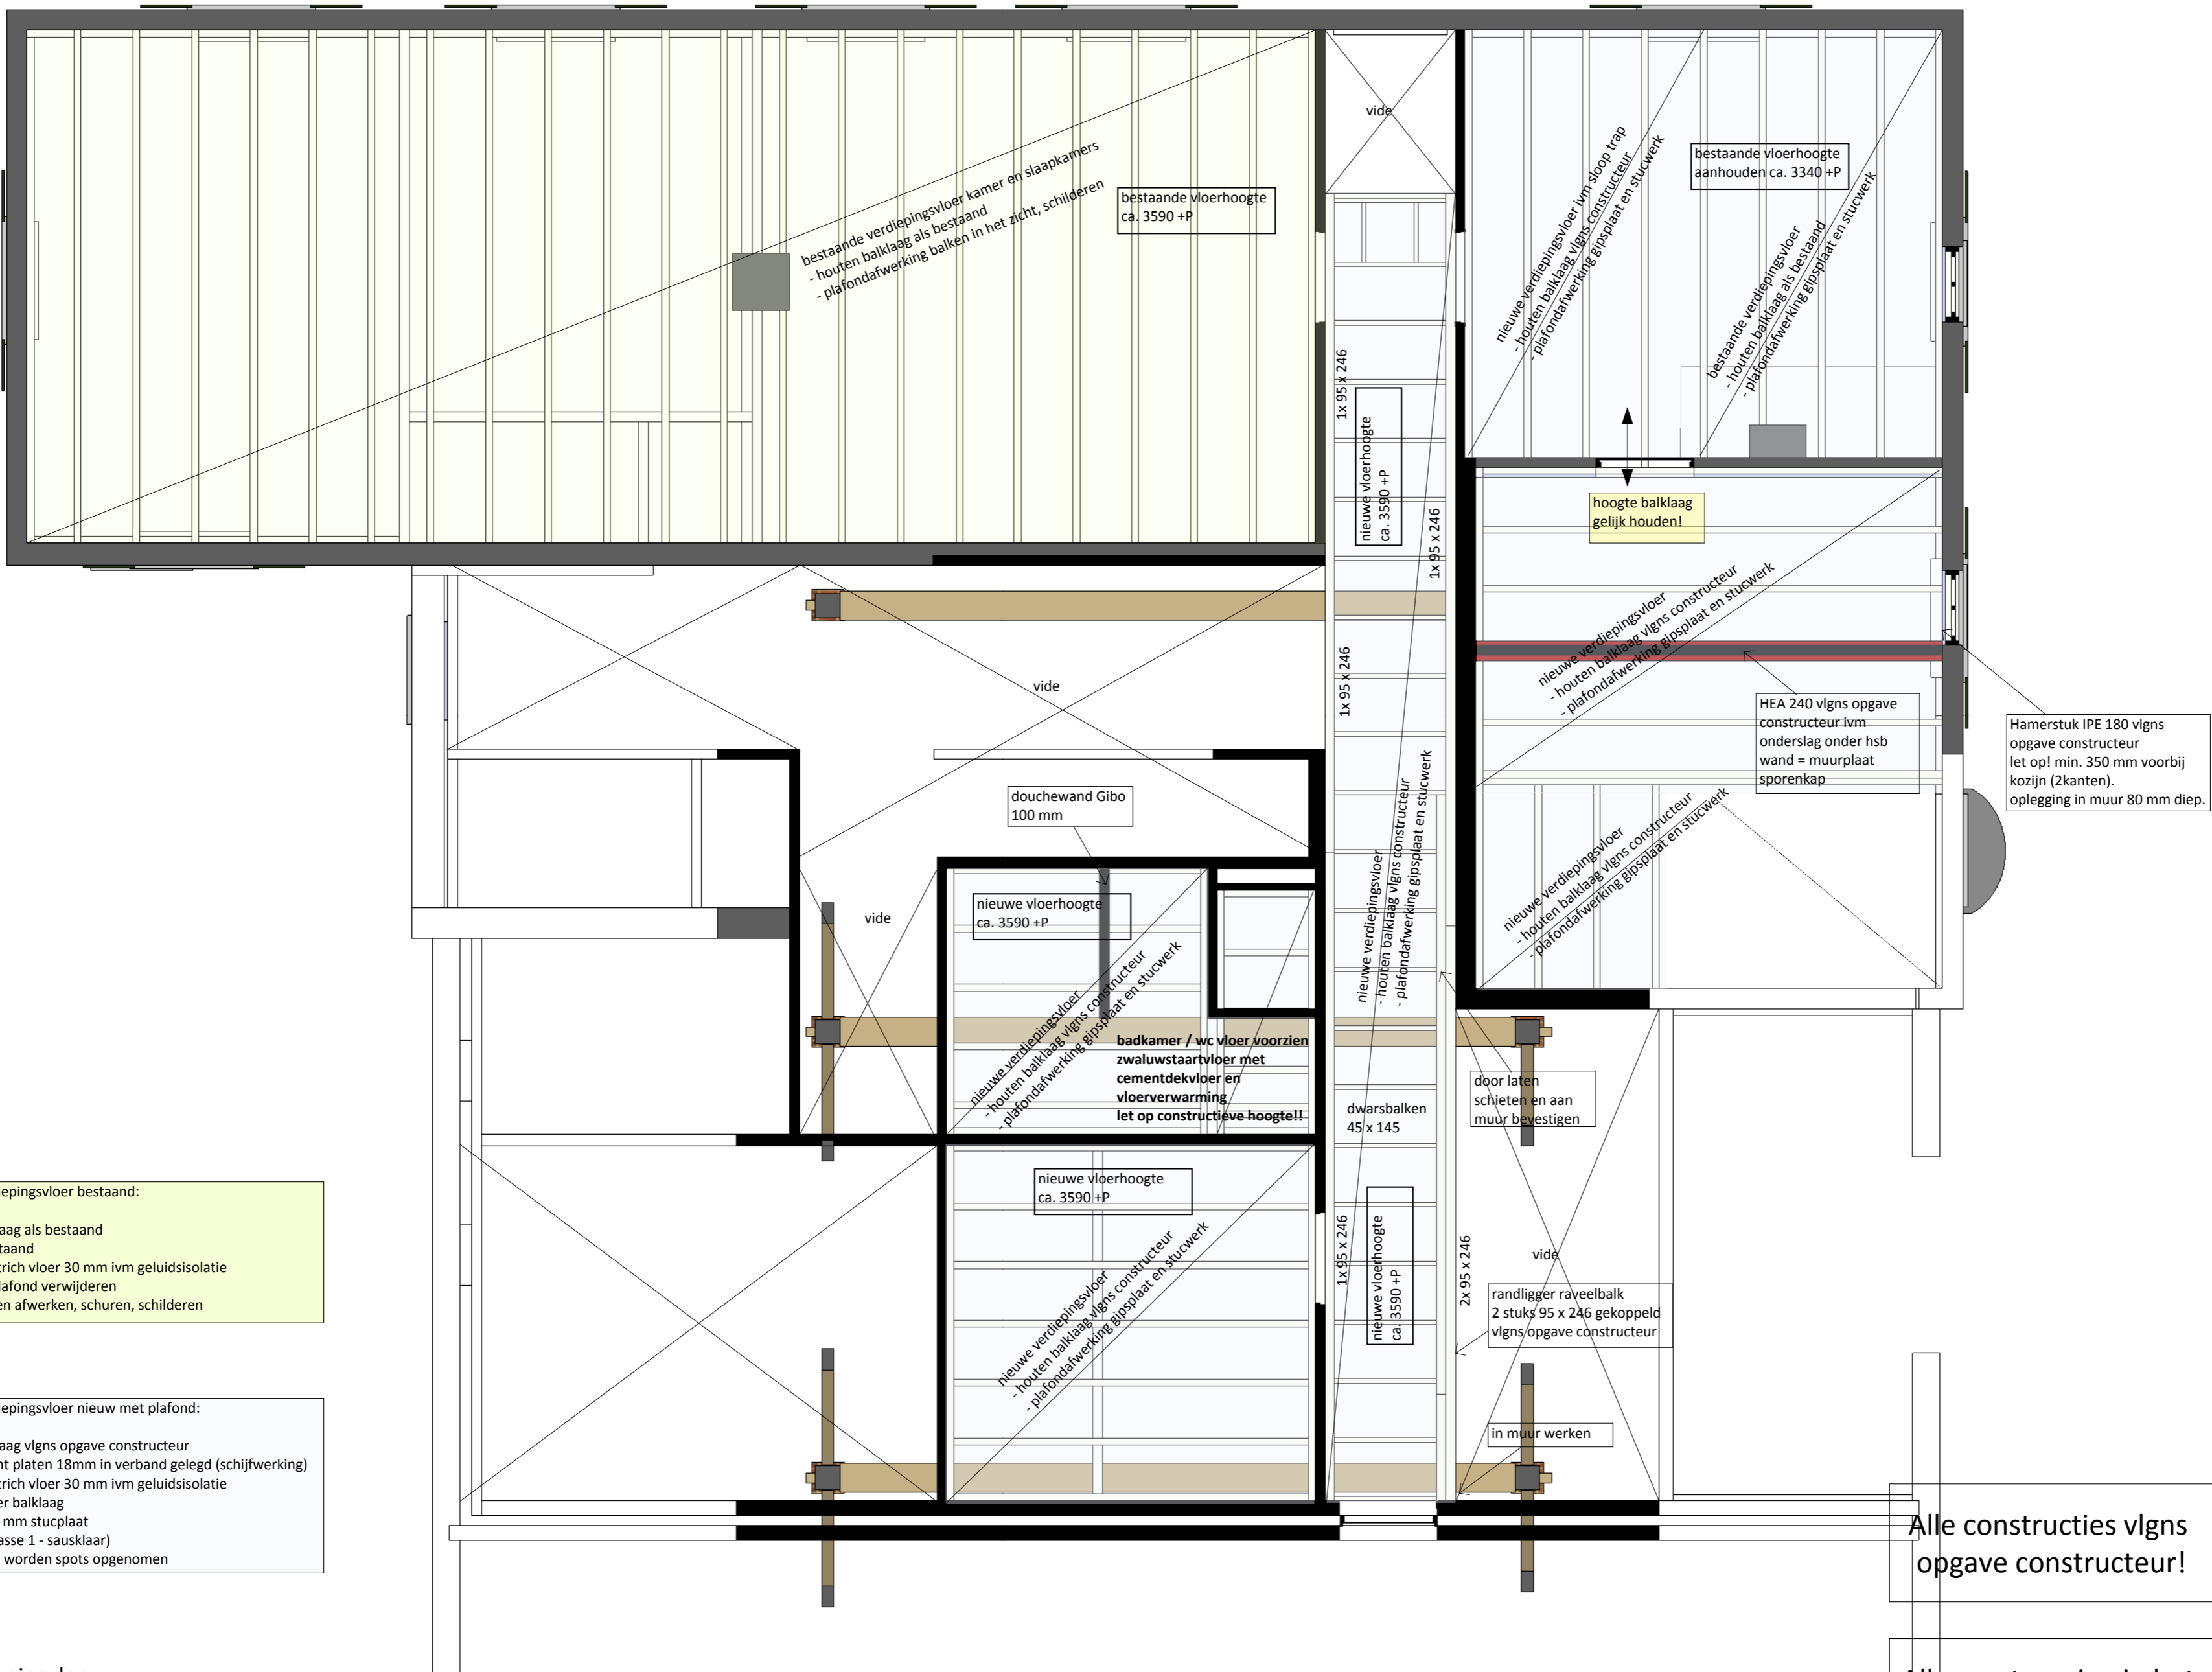 vide
bestaande verdiepingsvloer kamer en slaapkamers
- houten balklaag als bestaand
- plafondafwerking balken in het zicht, schilderen
bestaande vloerhoogte
ca. 3590 +P
nieuwe verdiepingsvloer ivm sloop trap
- houten balklaag vlgns constructeur
- plafondafwerking gipsplaat en stucwerk
bestaande vloerhoogte
aanhouden ca. 3340 +P
bestaande verdiepingsvloer
- houten balklaag als bestaand
- plafondafwerking gipsplaat en stucwerk
1x 95 x 246
nieuwe vloerhoogte
ca. 3590 +P
1x 95 x 246
hoogte balklaag
gelijk houden!
nieuwe verdiepingsvloer
- houten balklaag vlgns constructeur
- plafondafwerking gipsplaat en stucwerk
1x 95 x 246
vide
HEA 240 vlgns opgave
constructeur ivm
onderslag onder hsb
wand = muurplaat
sporenkap
Hamerstuk IPE 180 vlgns
opgave constructeur
let op! min. 350 mm voorbij
kozijn (2kanten).
oplegging in muur 80 mm diep.
douchewand Gibo
100 mm
nieuwe verdiepingsvloer
- houten balklaag vlgns constructeur
- plafondafwerking gipsplaat en stucwerk
nieuwe verdiepingsvloer
- houten balklaag vlgns constructeur
- plafondafwerking gipsplaat en stucwerk
vide
nieuwe vloerhoogte
ca. 3590 +P
nieuwe verdiepingsvloer
- houten balklaag vlgns constructeur
- plafondafwerking gipsplaat en stucwerk
badkamer / wc vloer voorzien
zwaluwstaartvloer met
cementdekvloer en
vloerverwarming
let op constructieve hoogte!!
dwarsbalken
45 x 145
door laten
schieten en aan
muur bevestigen
nieuwe vloerhoogte
ca. 3590 +P
nieuwe verdiepingsvloer
- houten balklaag vlgns constructeur
- plafondafwerking gipsplaat en stucwerk
1x 95 x 246
nieuwe vloerhoogte
ca. 3590 +P
2x 95 x 246
vide
randligger raveelbalk
2 stuks 95 x 246 gekoppeld
vlgns opgave constructeur
in muur werken
epingsvloer bestaand:
aag als bestaand
taand
trich vloer 30 mm ivm geluidsisolatie
lafond verwijderen
en afwerken, schuren, schilderen
epingsvloer nieuw met plafond:
aag vlgns opgave constructeur
nt platen 18mm in verband gelegd (schijfwerking)
trich vloer 30 mm ivm geluidsisolatie
er balklaag
mm stucplaat
asse 1 - sausklaar)
worden spots opgenomen
Alle constructies vlgns
opgave constructeur!